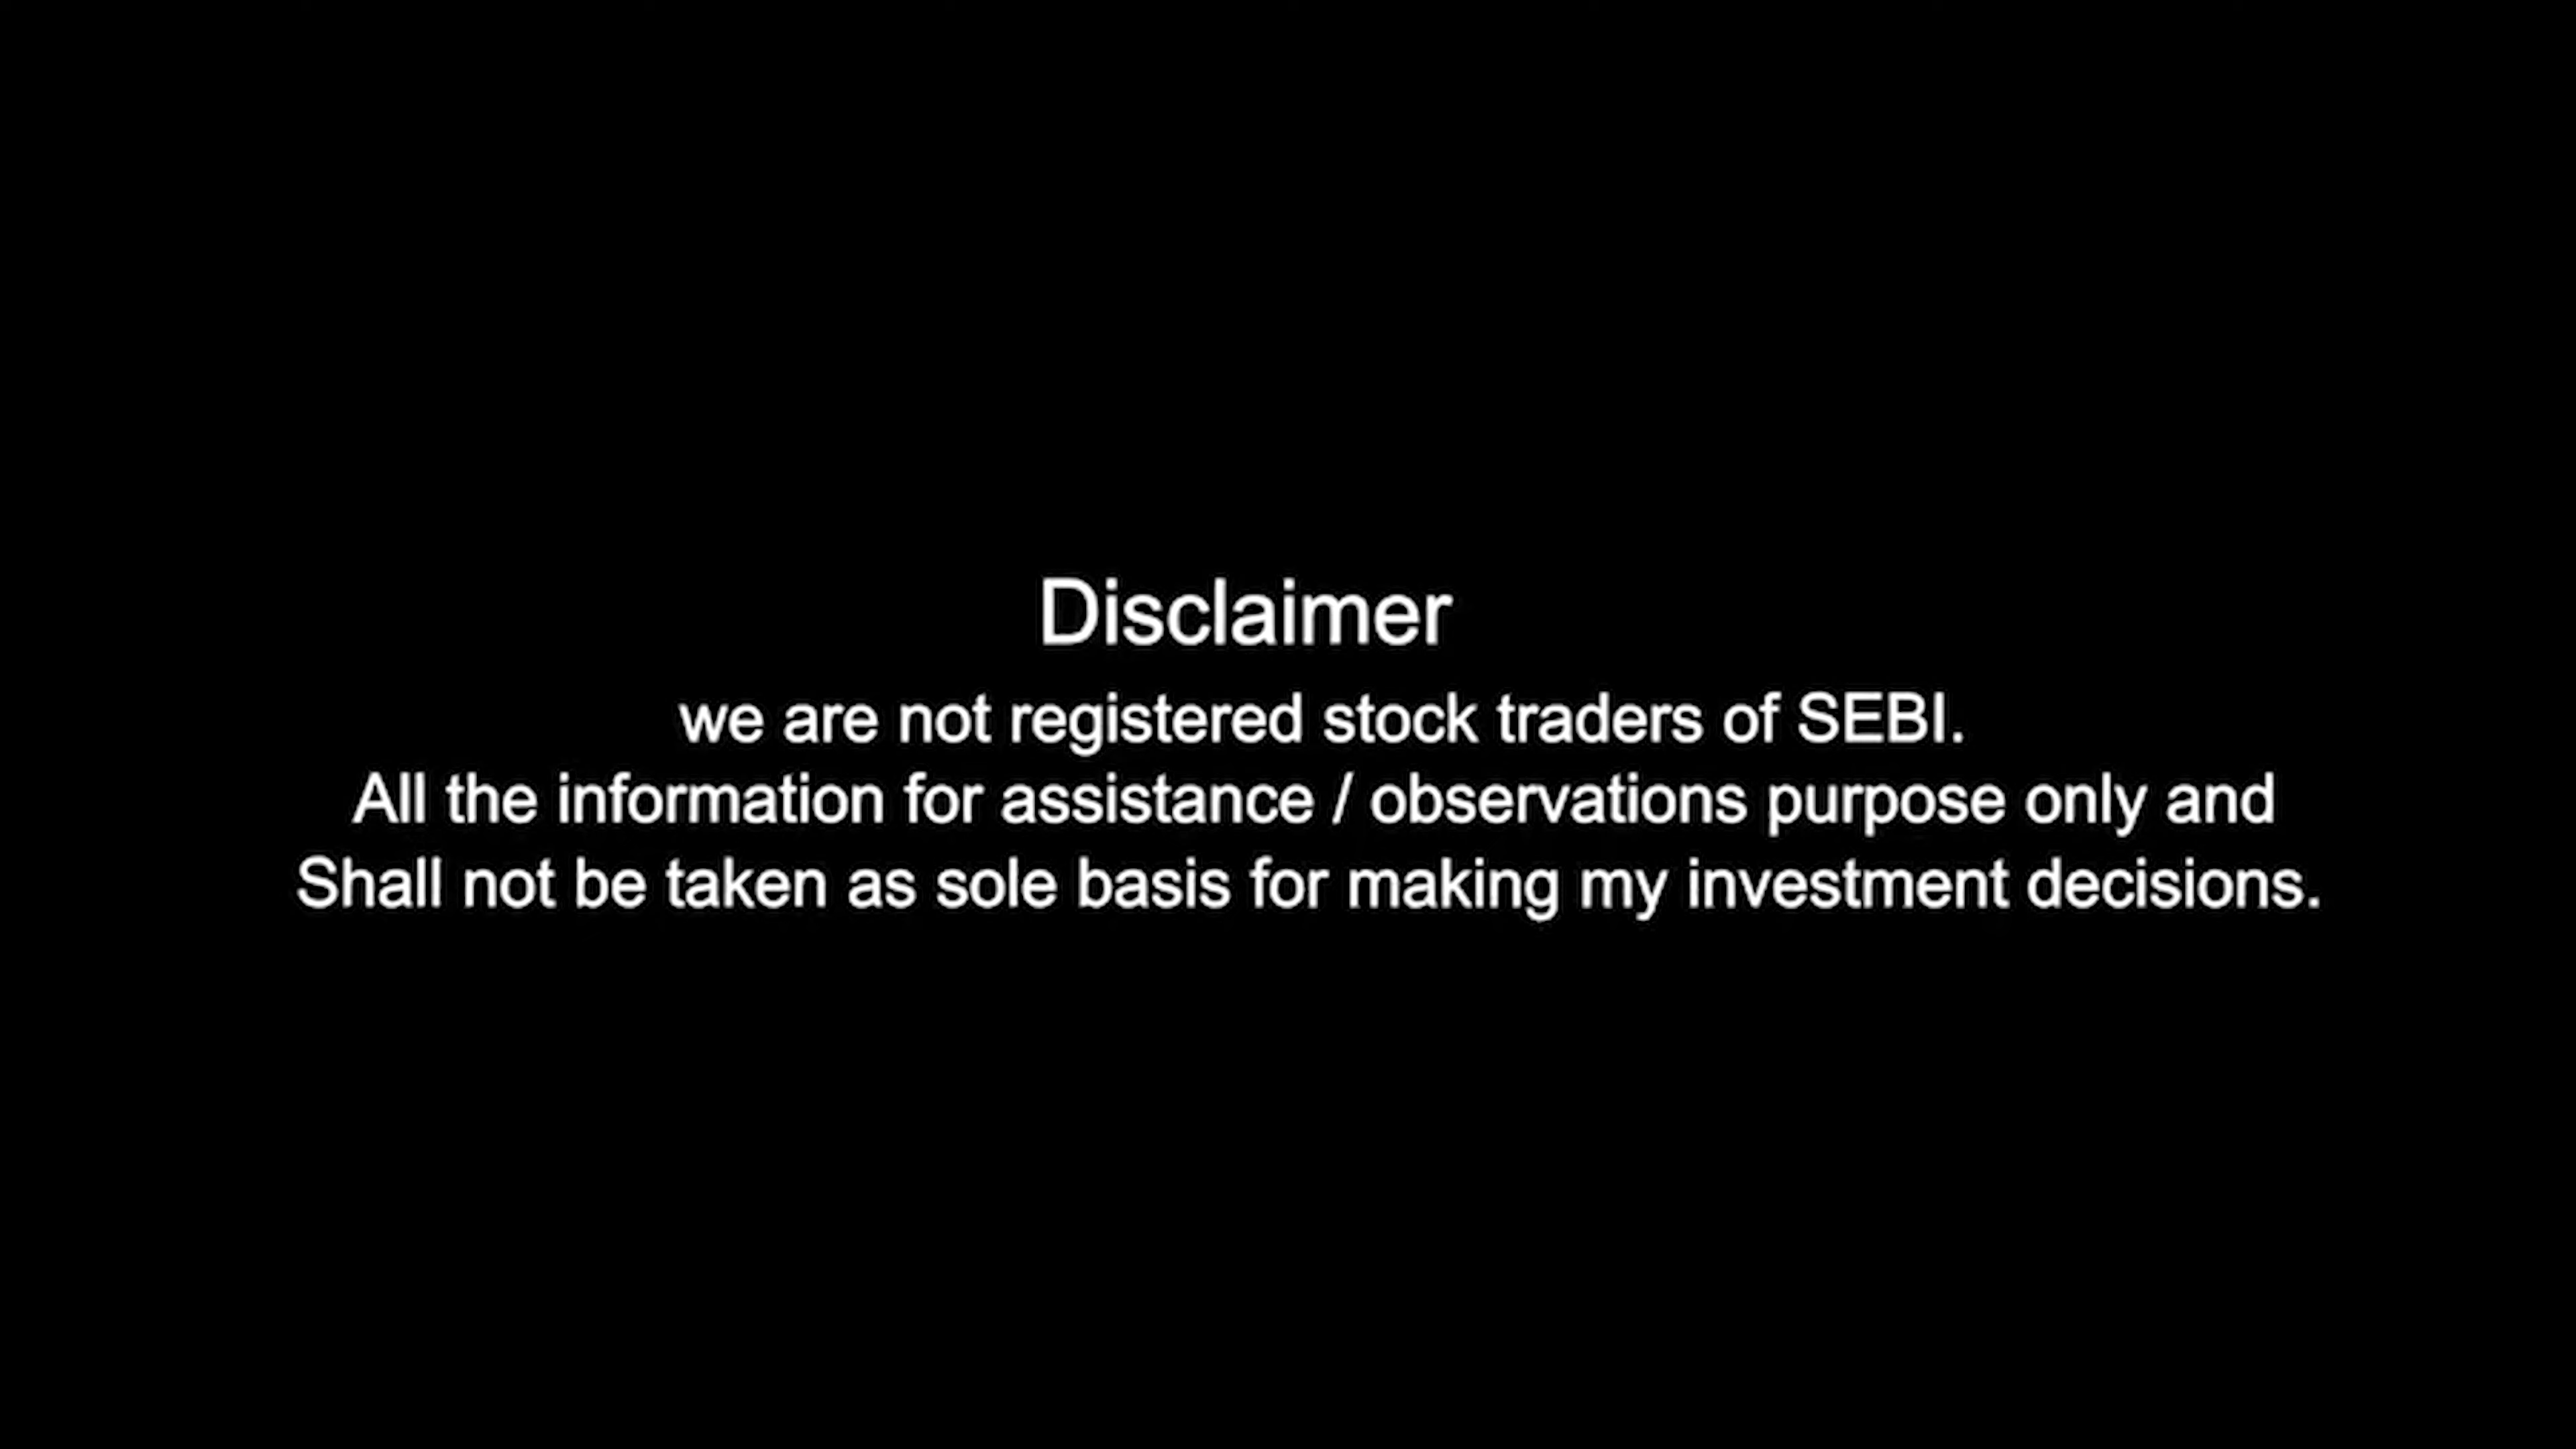 Disclaimer
we are not registered stock traders of SEBI.
All the information for assistance / observations purpose only and
Shall not be taken as sole basis for making my investment decisions.